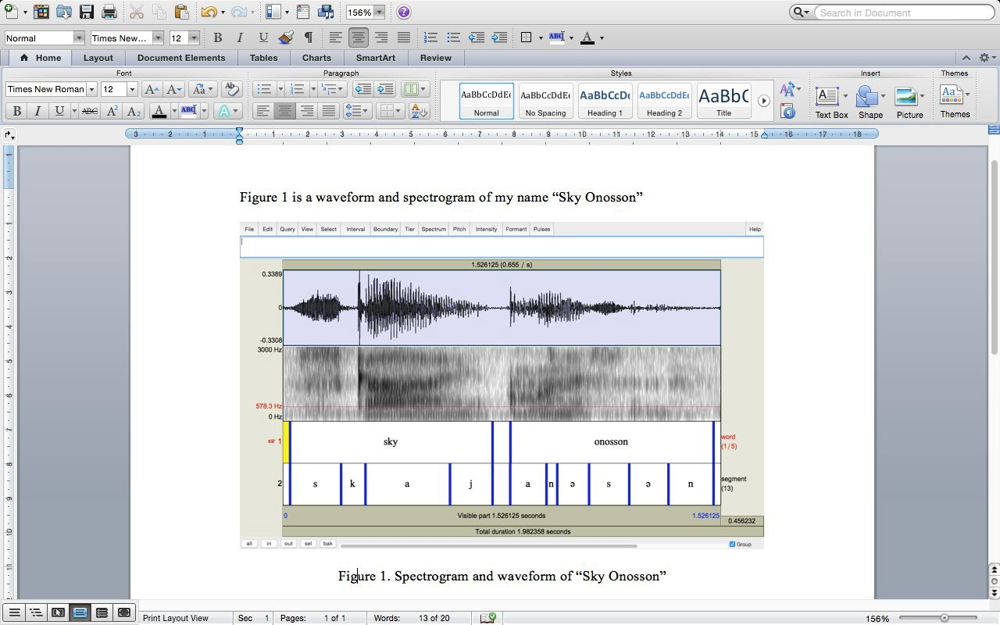 156%
Search in Document
Normal
Times New...
12
B I U ABC A
Home Layout Document Elements Tables Charts SmartArt Review
Font Paragraph Styles Insert Themes
Times New Roman 12 A A Aa Ab
AaBbCcDdEe AaBbCcDdEe AaBbCcDc AaBbCcDdEe AaBbC
Normal No Spacing Heading 1 Heading 2 Title
Text Box Shape Picture Themes
B I U ABC A2 A2 A ABC A
3 2 1 1 2 3 4 5 6 7 8 9 10 11 12 13 14 15 16 17 18
Figure 1 is a waveform and spectrogram of my name “Sky Onosson”
File Edit Query View Select Interval Boundary Tier Spectrum Pitch Intensity Formant Pulses Help
1.526125 (0.655 / s)
0.3389
0
-0.3308
3000 Hz
578.3 Hz
0 Hz
1 sky onosson word
(1/5)
2 s k a j a n ə s ə n segment
(13)
0 Visible part 1.526125 seconds 1.526125 0.456232
Total duration 1.982358 seconds
all in out sel bak Group
Figure 1. Spectrogram and waveform of “Sky Onosson”
Print Layout View Sec 1 Pages: 1 of 1 Words: 13 of 20 156%